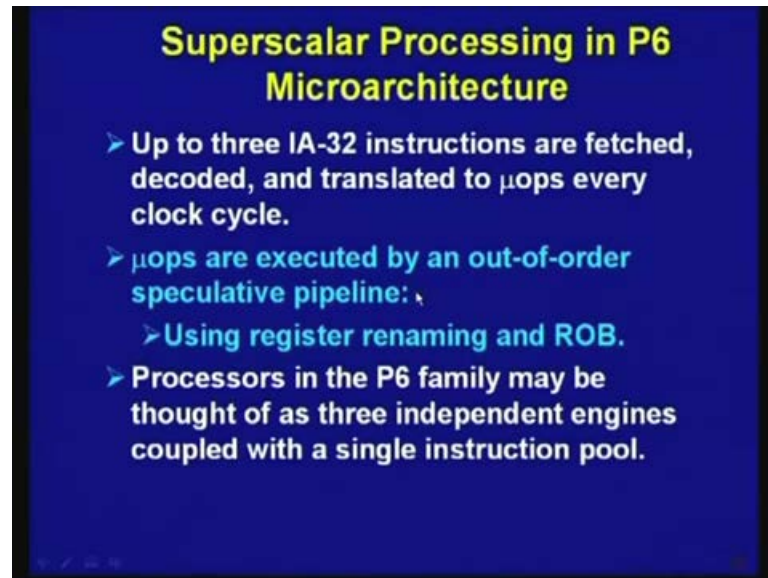 Superscalar Processing in P6
Microarchitecture
➢ Up to three IA-32 instructions are fetched,
decoded, and translated to μops every
clock cycle.
➢ μops are executed by an out-of-order
speculative pipeline:
➢Using register renaming and ROB.
➢ Processors in the P6 family may be
thought of as three independent engines
coupled with a single instruction pool.